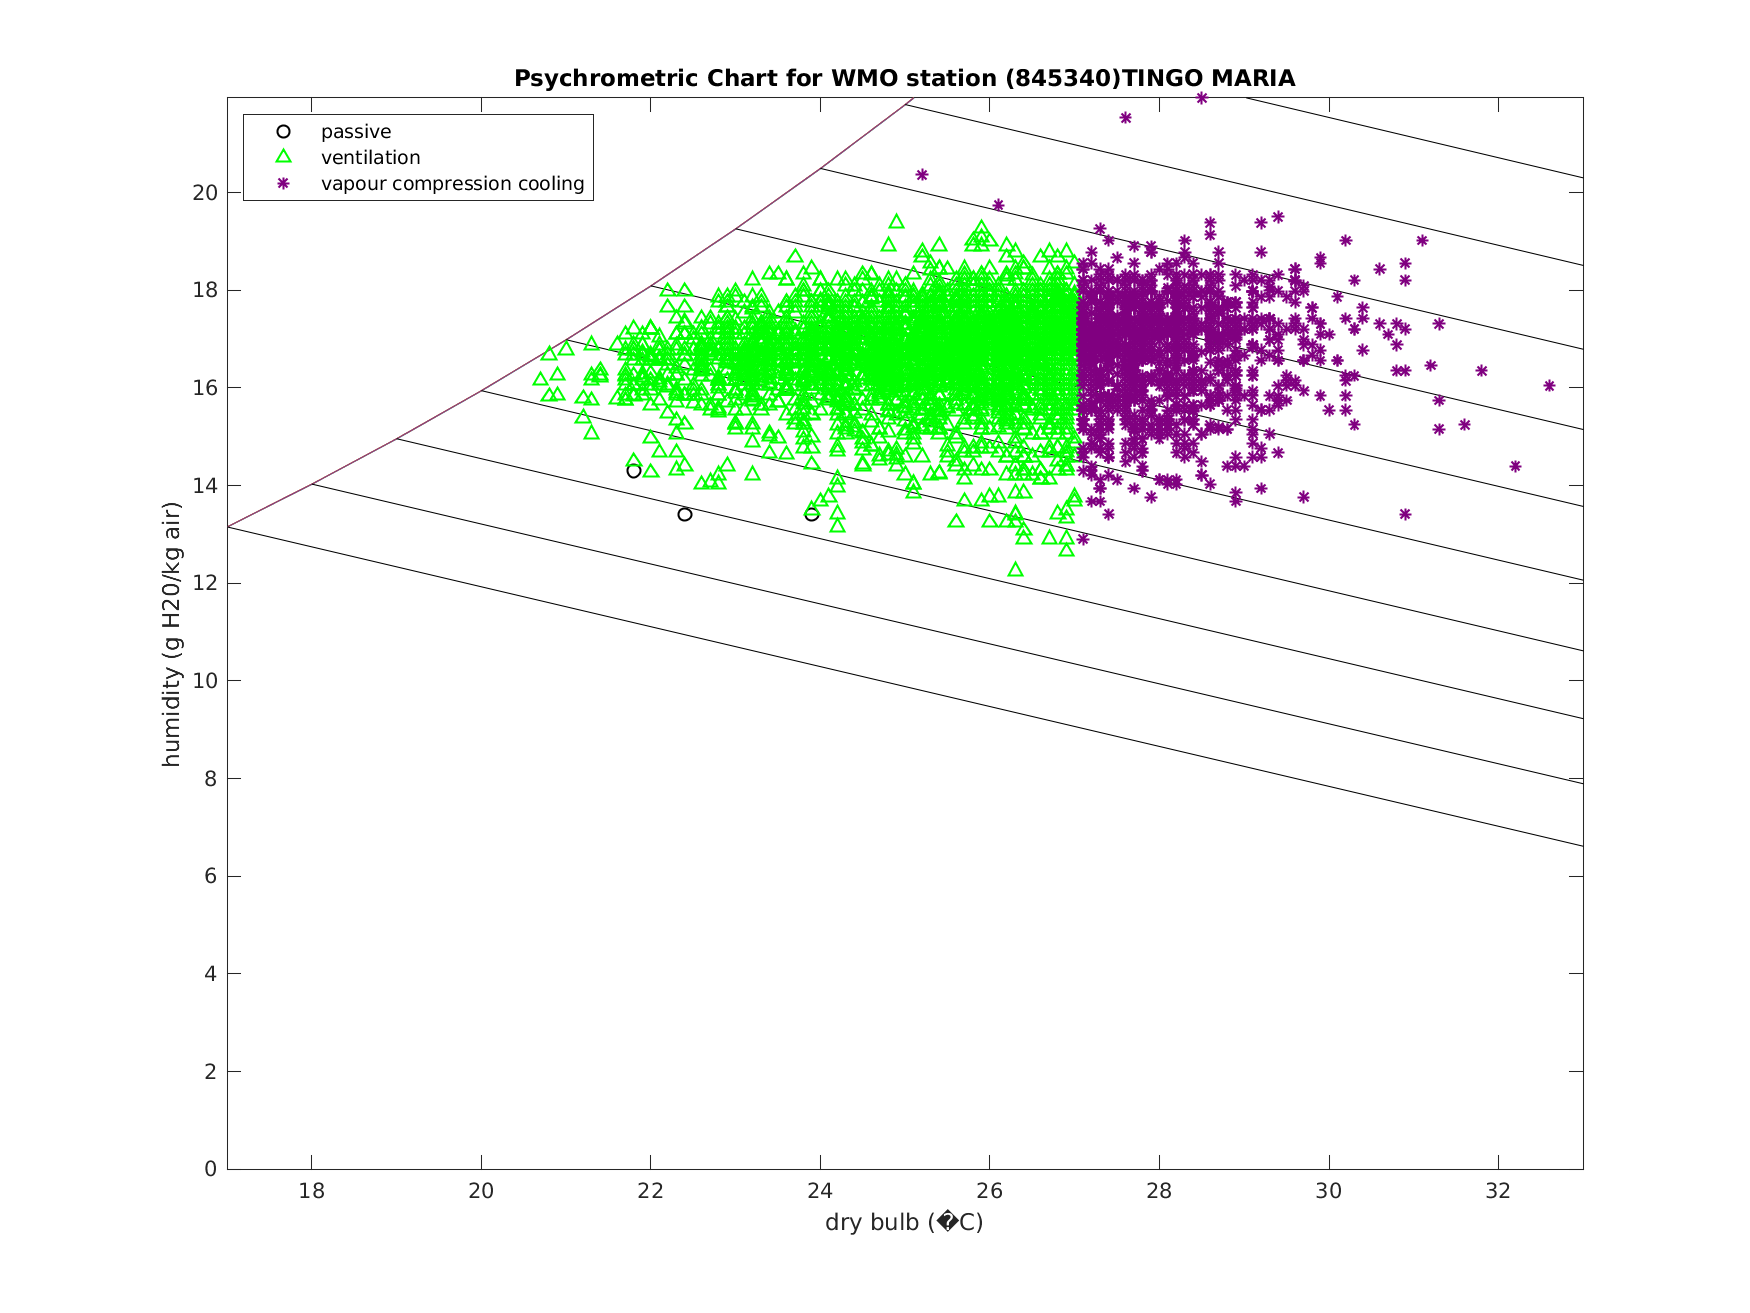 Psychrometric Chart for WMO station (845340)TINGO MARIA
passive
ventilation
vapour compression cooling
humidity (g H20/kg air)
20
18
16
14
12
10
8
6
4
2
0
18 20 22 24 26 28 30 32
dry bulb (�C)